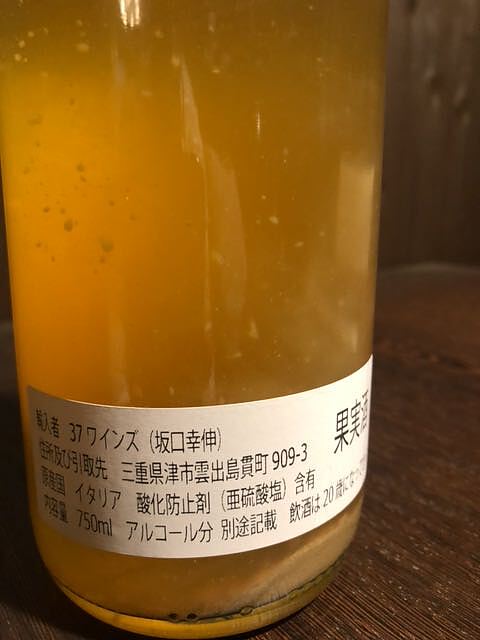 輸入者 37ワインズ（坂口幸伸） 果実酒
住所及び引取先 三重県津市雲出島貫町 909-3
原産国 イタリア 酸化防止剤（亜硫酸塩）含有
内容量 750ml アルコール分 別途記載 飲酒は20歳になっ